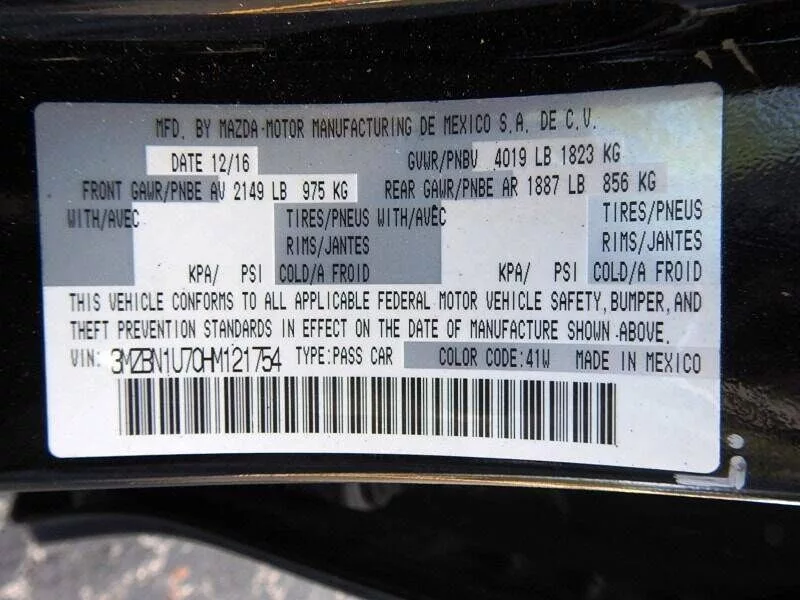 MFD. BY MAZDA-MOTOR MANUFACTURING DE MEXICO S.A. DE C.V.
DATE 12/16 GVWR/PNBV 4019 LB 1823 KG
FRONT GAWR/PNBE AV 2149 LB 975 KG REAR GAWR/PNBE AR 1887 LB 856 KG
WITH/AVEC TIRES/PNEUS WITH/AVEC TIRES/PNEUS
RIMS/JANTES RIMS/JANTES
KPA/ PSI COLD/A FROID KPA/ PSI COLD/A FROID
THIS VEHICLE CONFORMS TO ALL APPLICABLE FEDERAL MOTOR VEHICLE SAFETY, BUMPER, AND
THEFT PREVENTION STANDARDS IN EFFECT ON THE DATE OF MANUFACTURE SHOWN ABOVE.
VIN: 3MZBN1U70HM121754 TYPE:PASS CAR COLOR CODE:41W MADE IN MEXICO